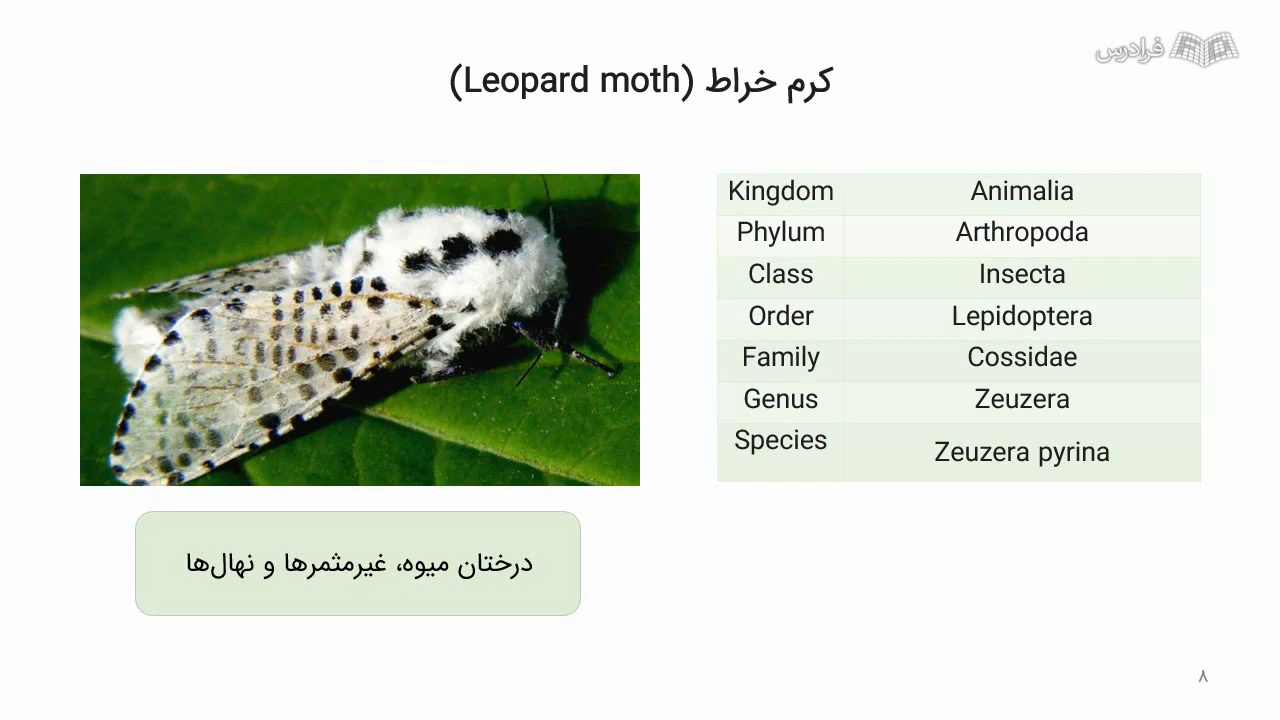 فرادرس
کرم خراط (Leopard moth)
Kingdom Animalia
Phylum Arthropoda
Class Insecta
Order Lepidoptera
Family Cossidae
Genus Zeuzera
Species Zeuzera pyrina
درختان میوه، غیرمثمرها و نهال‌ها
۸